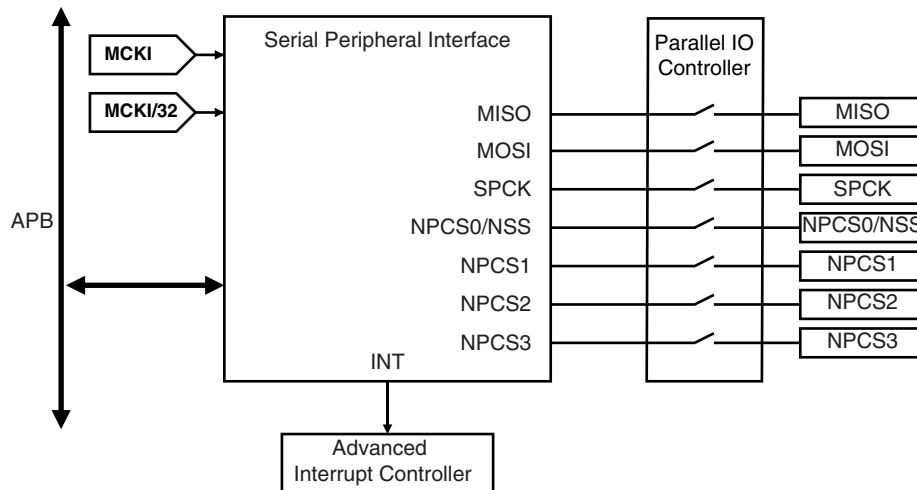 Serial Peripheral Interface
Parallel IO
Controller
MCKI
MCKI/32
APB
MISO
MOSI
SPCK
NPCS0/NSS
NPCS1
NPCS2
NPCS3
INT
MISO
MOSI
SPCK
NPCS0/NSS
NPCS1
NPCS2
NPCS3
Advanced
Interrupt Controller